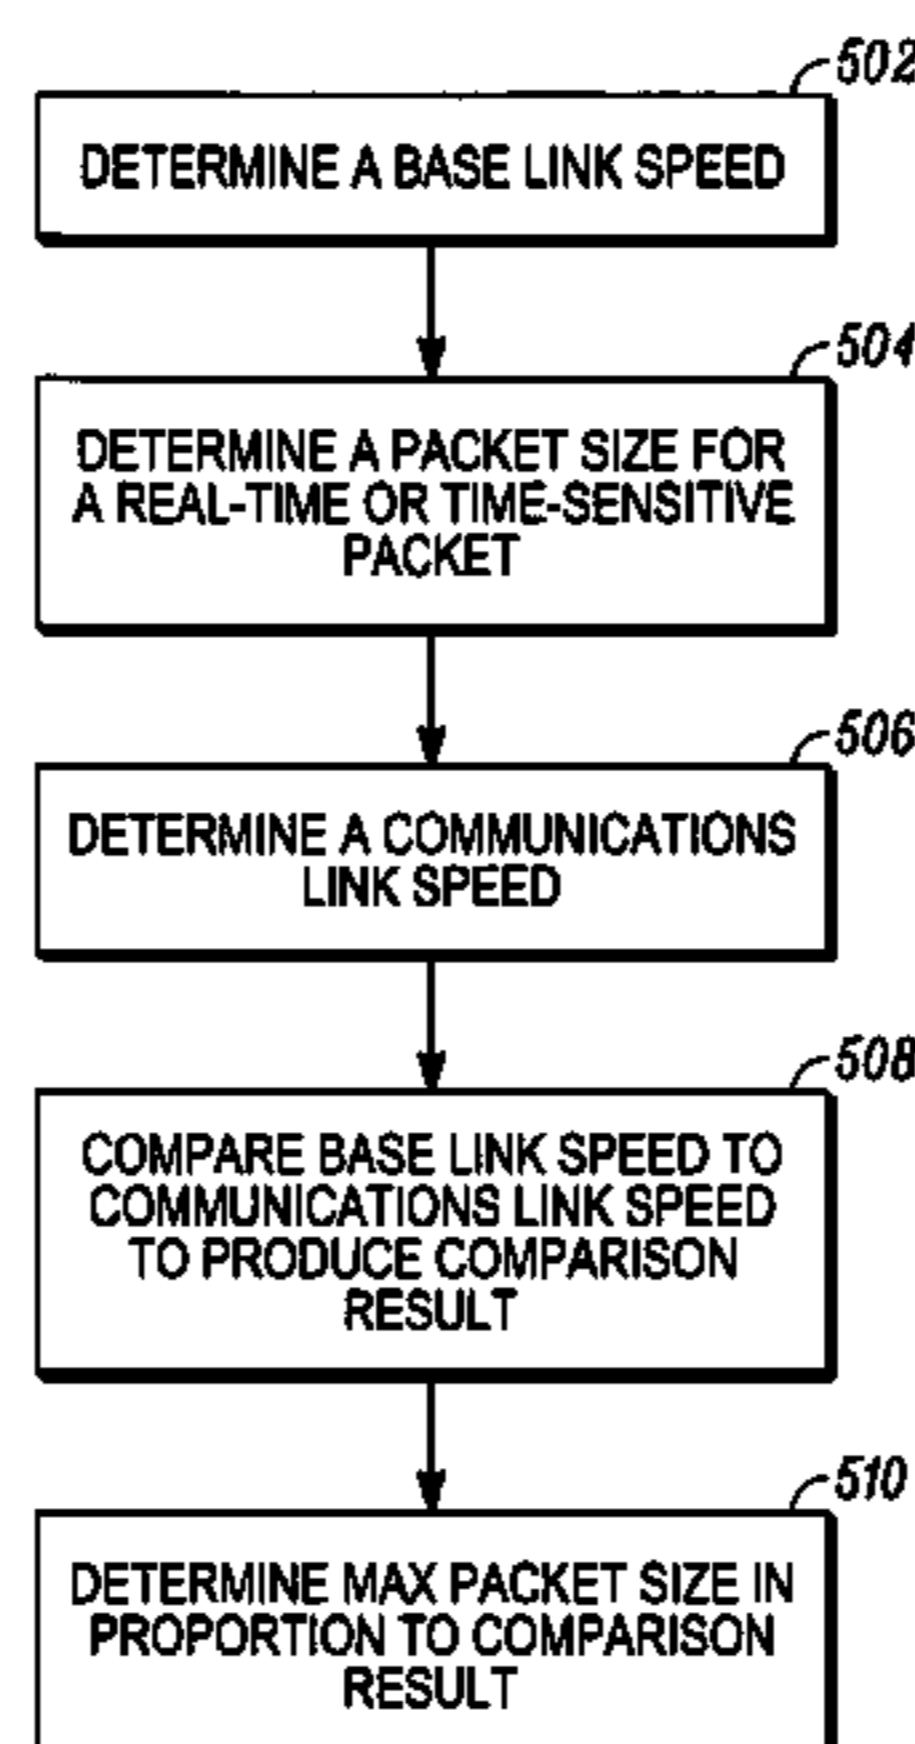 502
DETERMINE A BASE LINK SPEED
504
DETERMINE A PACKET SIZE FOR
A REAL-TIME OR TIME-SENSITIVE
PACKET
506
DETERMINE A COMMUNICATIONS
LINK SPEED
508
COMPARE BASE LINK SPEED TO
COMMUNICATIONS LINK SPEED
TO PRODUCE COMPARISON
RESULT
510
DETERMINE MAX PACKET SIZE IN
PROPORTION TO COMPARISON
RESULT